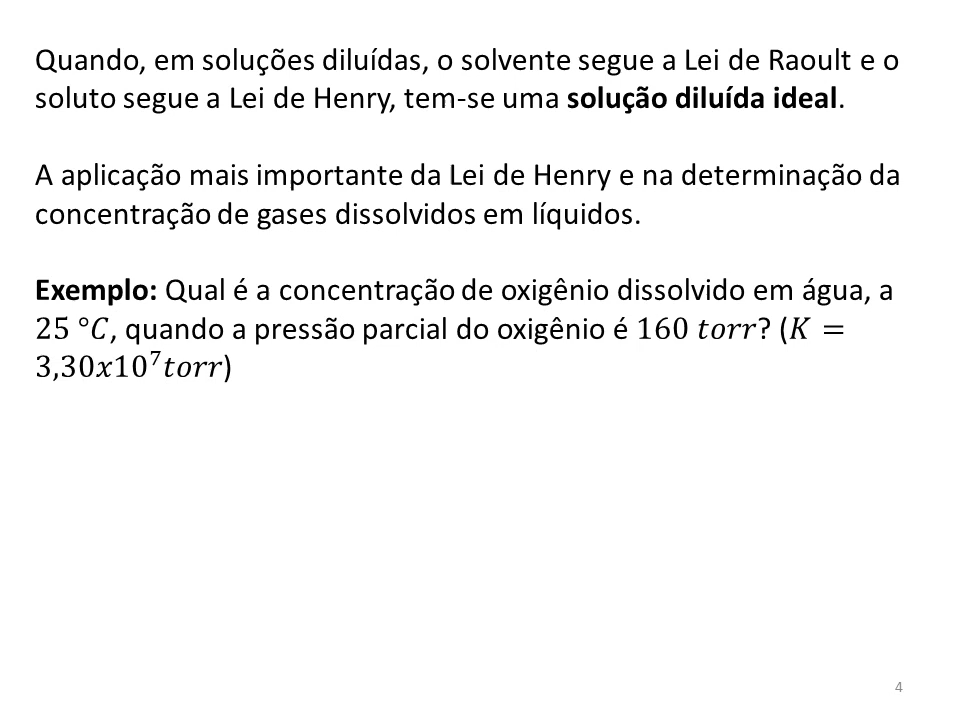 Quando, em soluções diluídas, o solvente segue a Lei de Raoult e o
soluto segue a Lei de Henry, tem-se uma solução diluída ideal.
A aplicação mais importante da Lei de Henry e na determinação da
concentração de gases dissolvidos em líquidos.
Exemplo: Qual é a concentração de oxigênio dissolvido em água, a
25 °C, quando a pressão parcial do oxigênio é 160 torr? (K =
3,30x10⁷torr)
4